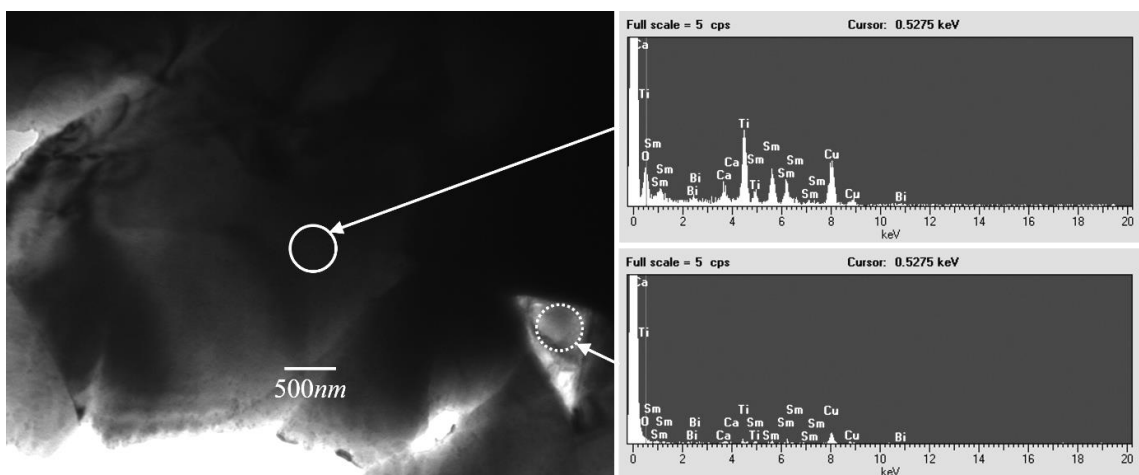 500nm
Full scale = 5 cps Cursor: 0.5275 keV
Ca
Ti
Sm
O
Sm
Sm
Bi
Bi
Ca
Ca
Ti
Sm
Ti
Sm
Sm
Sm
Sm
Cu
Cu
Bi
0 2 4 6 8 10 12 14 16 18 20
keV
Full scale = 5 cps Cursor: 0.5275 keV
Ca
Ti
Sm
O Sm
Sm
Bi
Bi
Ca
Ca
Ti
Sm
Ti Sm
Sm
Sm
Sm
Sm
Cu
Cu
Bi
0 2 4 6 8 10 12 14 16 18 20
keV